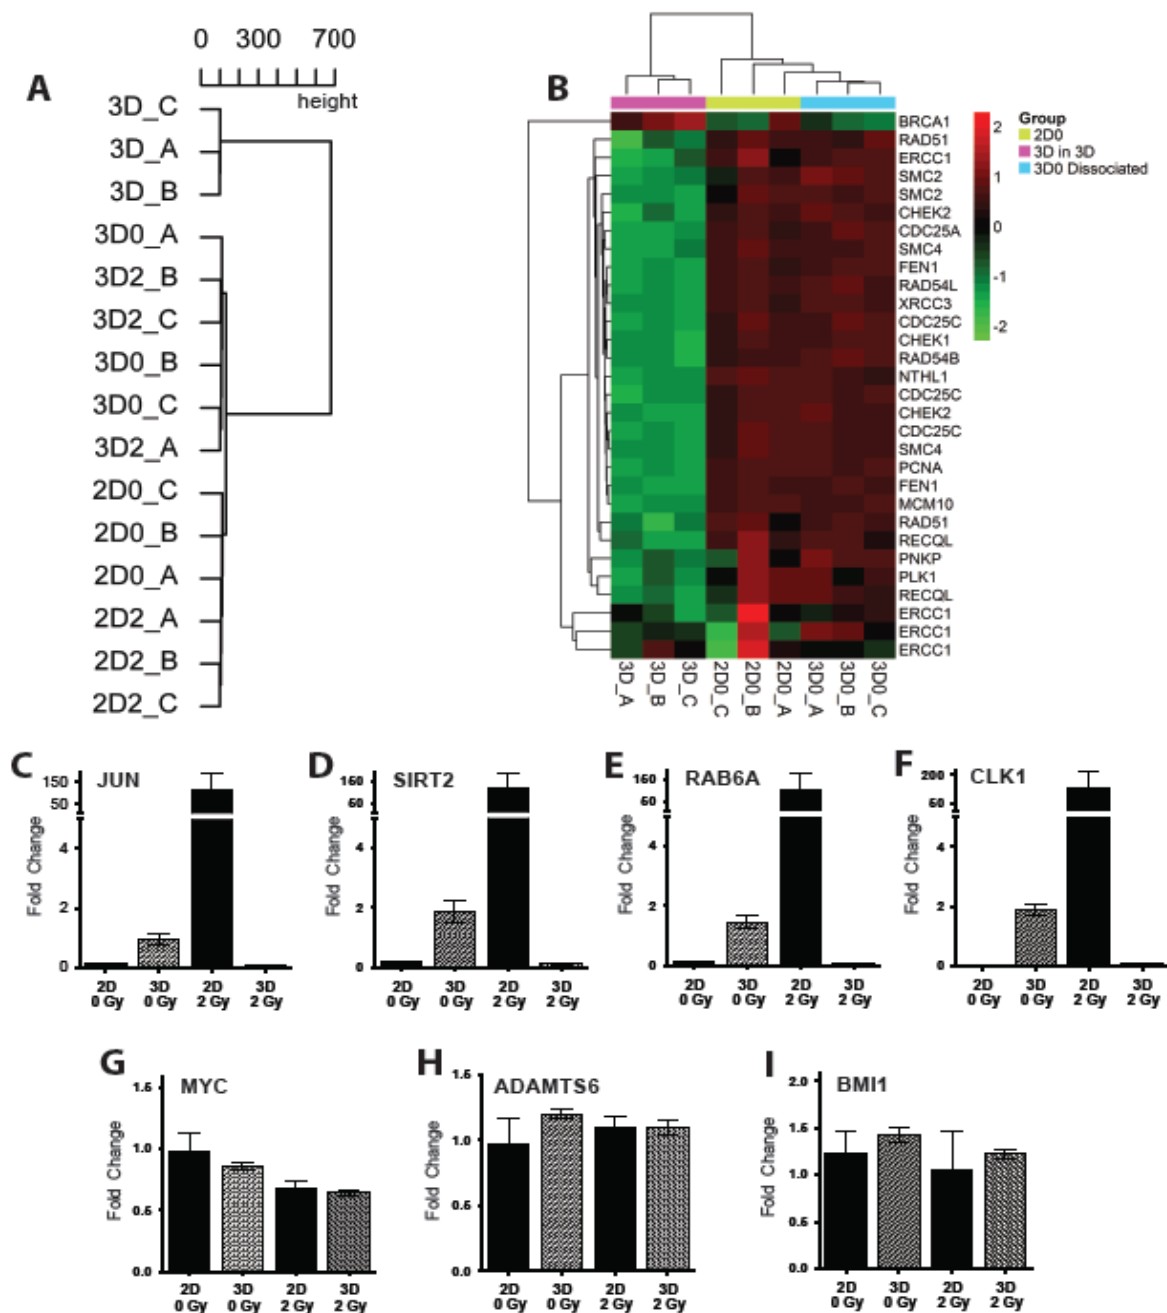 0 300 700
height
A
3D_C
3D_A
3D_B
3D0_A
3D2_B
3D2_C
3D0_B
3D0_C
3D2_A
2D0_C
2D0_B
2D0_A
2D2_A
2D2_B
2D2_C
B
BRCA1
RAD51
ERCC1
SMC2
SMC2
CHEK2
CDC25A
SMC4
FEN1
RAD54L
XRCC3
CDC25C
CHEK1
RAD54B
NTHL1
CDC25C
CHEK2
CDC25C
SMC4
PCNA
FEN1
MCM10
RAD51
RECQL
PNKP
PLK1
RECQL
ERCC1
ERCC1
ERCC1
3D_A
3D_B
3D_C
2D0_C
2D0_B
2D0_A
3D0_A
3D0_B
3D0_C
2
1
0
-1
-2
Group
2D0
3D in 3D
3D0 Dissociated
C
JUN
Fold Change
150
50
4
2
0
2D 3D 2D 3D
0 Gy 0 Gy 2 Gy 2 Gy
D
SIRT2
Fold Change
160
50
4
2
0
2D 3D 2D 3D
0 Gy 0 Gy 2 Gy 2 Gy
E
RAB6A
Fold Change
150
50
4
2
0
2D 3D 2D 3D
0 Gy 0 Gy 2 Gy 2 Gy
F
CLK1
Fold Change
200
50
4
2
0
2D 3D 2D 3D
0 Gy 0 Gy 2 Gy 2 Gy
G
MYC
Fold Change
1.5
1.0
0.5
0.0
2D 3D 2D 3D
0 Gy 0 Gy 2 Gy 2 Gy
H
ADAMTS6
Fold Change
1.5
1.0
0.5
0.0
2D 3D 2D 3D
0 Gy 0 Gy 2 Gy 2 Gy
I
BMI1
Fold Change
2.0
1.5
1.0
0.5
0.0
2D 3D 2D 3D
0 Gy 0 Gy 2 Gy 2 Gy